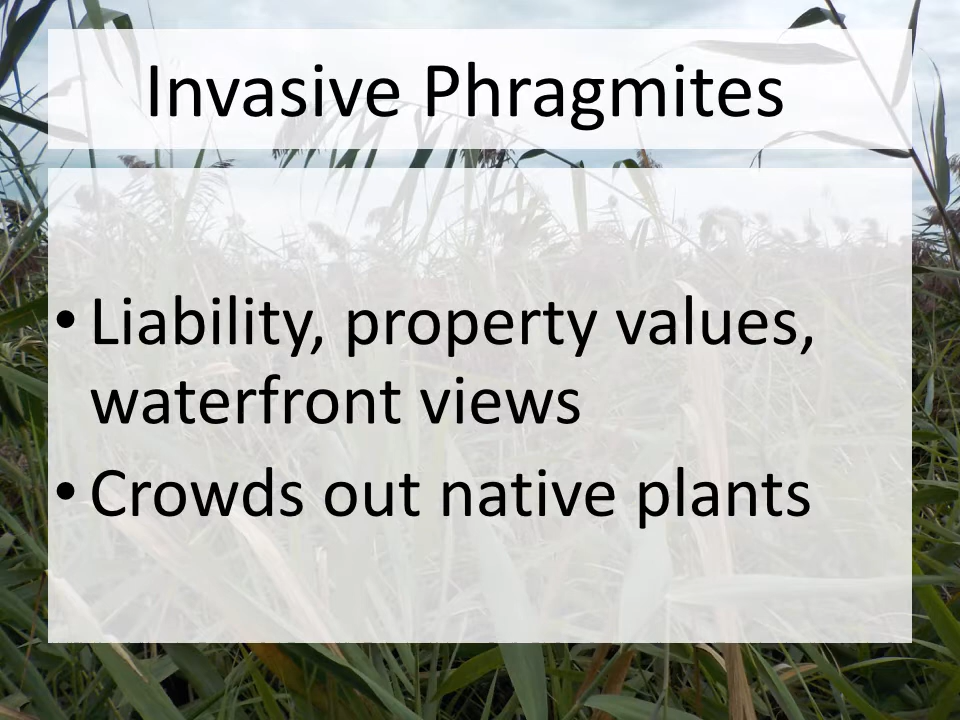 Invasive Phragmites
• Liability, property values,
waterfront views
• Crowds out native plants